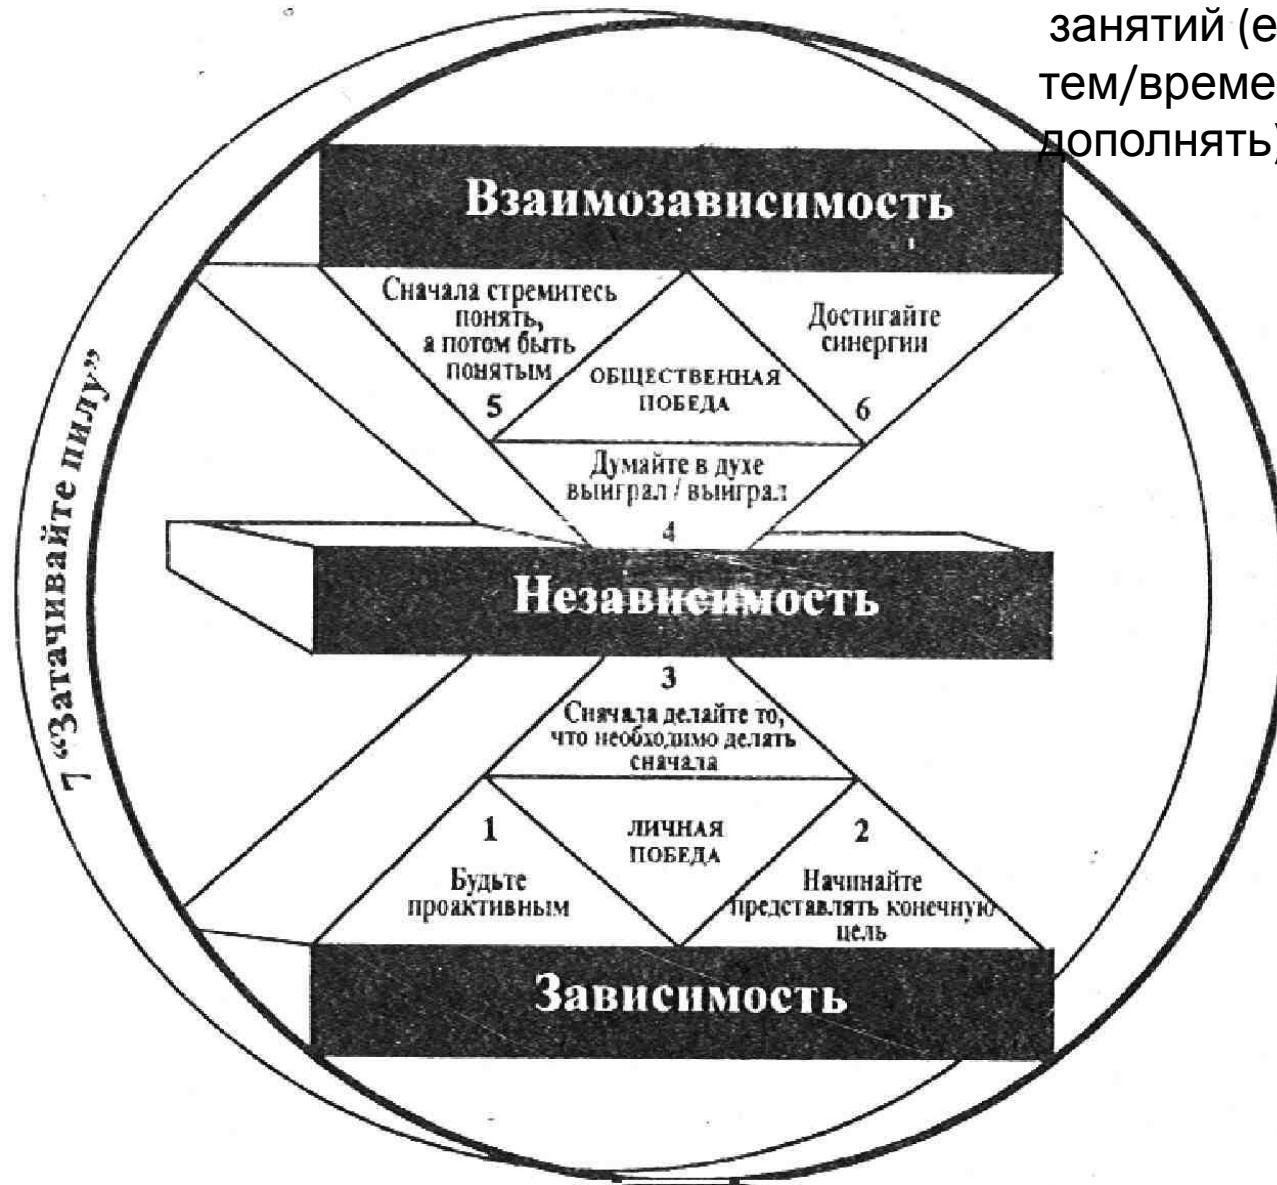 занятий (е
тем/време
дополнять)
Взаимозависимость
Сначала стремитесь
понять,
а потом быть
понятым
5
ОБЩЕСТВЕННАЯ
ПОБЕДА
Достигайте
синергии
6
Думайте в духе
выиграл / выиграл
4
Независимость
3
Сначала делайте то,
что необходимо делать
сначала
1
Будьте
проактивным
ЛИЧНАЯ
ПОБЕДА
2
Начинайте
представлять конечную
цель
Зависимость
7 “Затачивайте пилу”